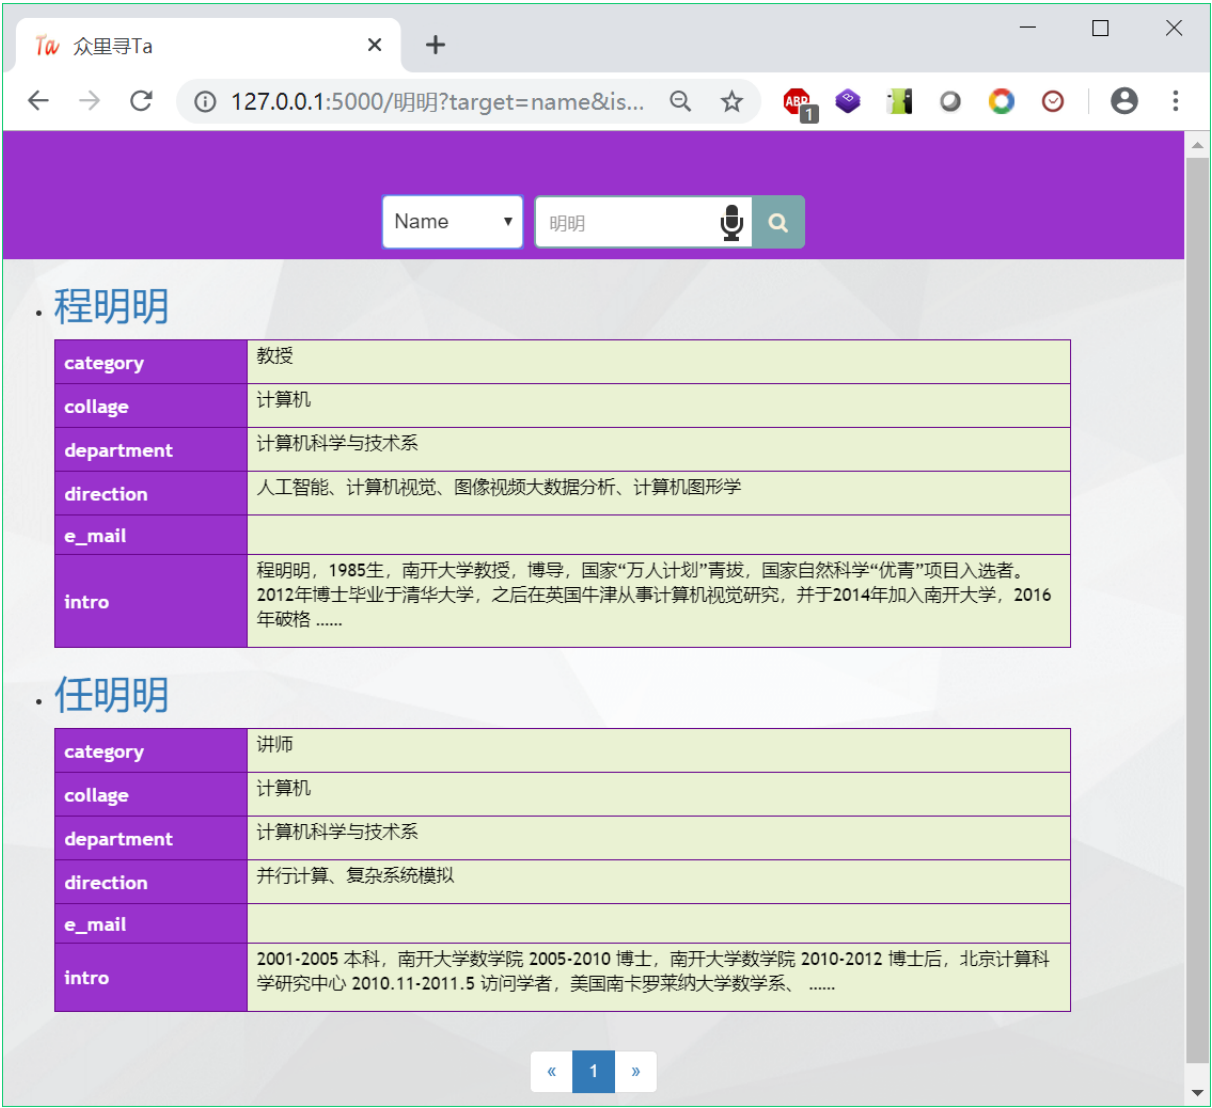 Ta 众里寻Ta
127.0.0.1:5000/明明?target=name&is...
ABP 1
Name 明明
程明明
category 教授
collage 计算机
department 计算机科学与技术系
direction 人工智能、计算机视觉、图像视频大数据分析、计算机图形学
e_mail
intro 程明明，1985生，南开大学教授，博导，国家“万人计划”青拔，国家自然科学“优青”项目入选者。
2012年博士毕业于清华大学，之后在英国牛津从事计算机视觉研究，并于2014年加入南开大学，2016
年破格 ......
任明明
category 讲师
collage 计算机
department 计算机科学与技术系
direction 并行计算、复杂系统模拟
e_mail
intro 2001-2005 本科，南开大学数学院 2005-2010 博士，南开大学数学院 2010-2012 博士后，北京计算科
学研究中心 2010.11-2011.5 访问学者，美国南卡罗莱纳大学数学系、 ......
« 1 »